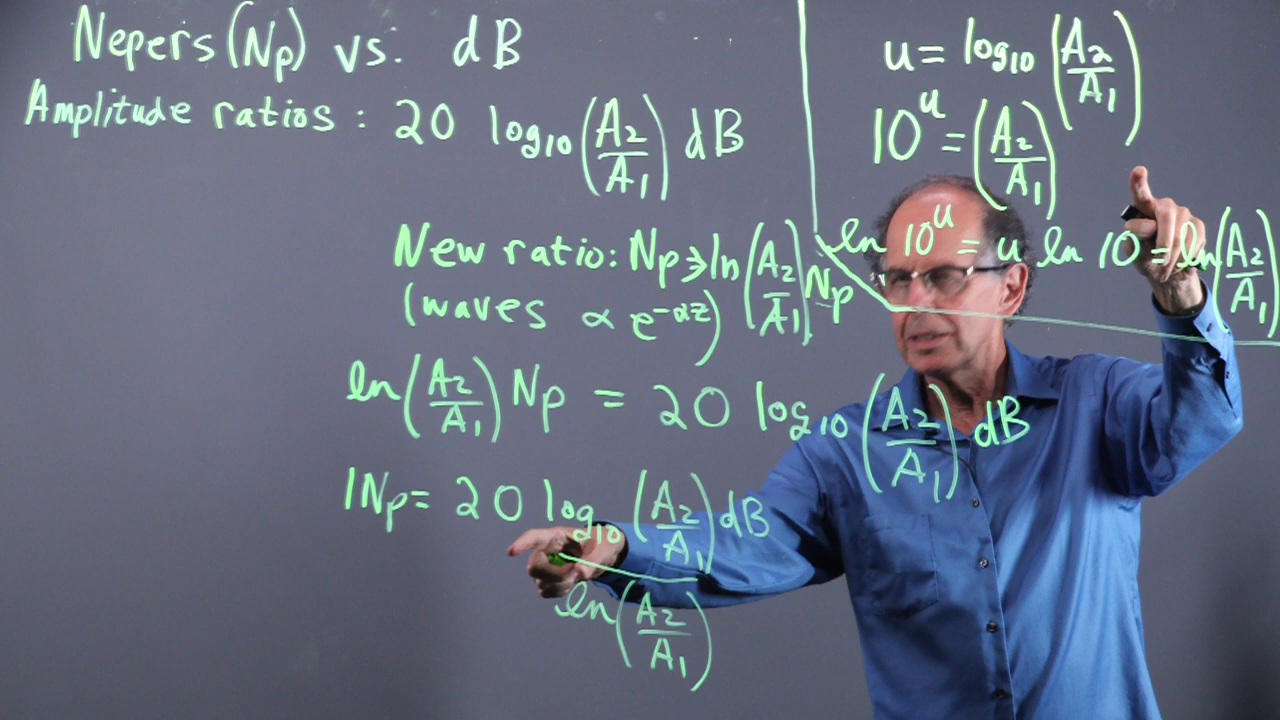 Nepers (Np) vs. dB
Amplitude ratios: 20 log₁₀(A₂/A₁) dB
New ratio: Np → ln(A₂/A₁) Np
(waves ∝ e^(-αz))
ln(A₂/A₁) Np = 20 log₁₀(A₂/A₁) dB
1Np = 20 log₁₀(A₂/A₁) dB
ln(A₂/A₁)
u = log₁₀(A₂/A₁)
10^u = (A₂/A₁)
ln 10^u = u ln 10 = ln(A₂/A₁)